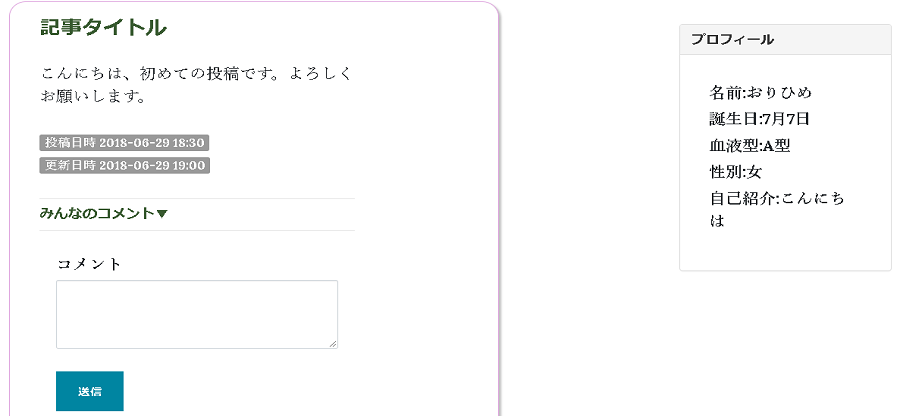 記事タイトル
こんにちは、初めての投稿です。よろしく
お願いします。
投稿日時 2018-06-29 18:30
更新日時 2018-06-29 19:00
みんなのコメント▼
コメント
送信
プロフィール
名前:おりひめ
誕生日:7月7日
血液型:A型
性別:女
自己紹介:こんにち
は